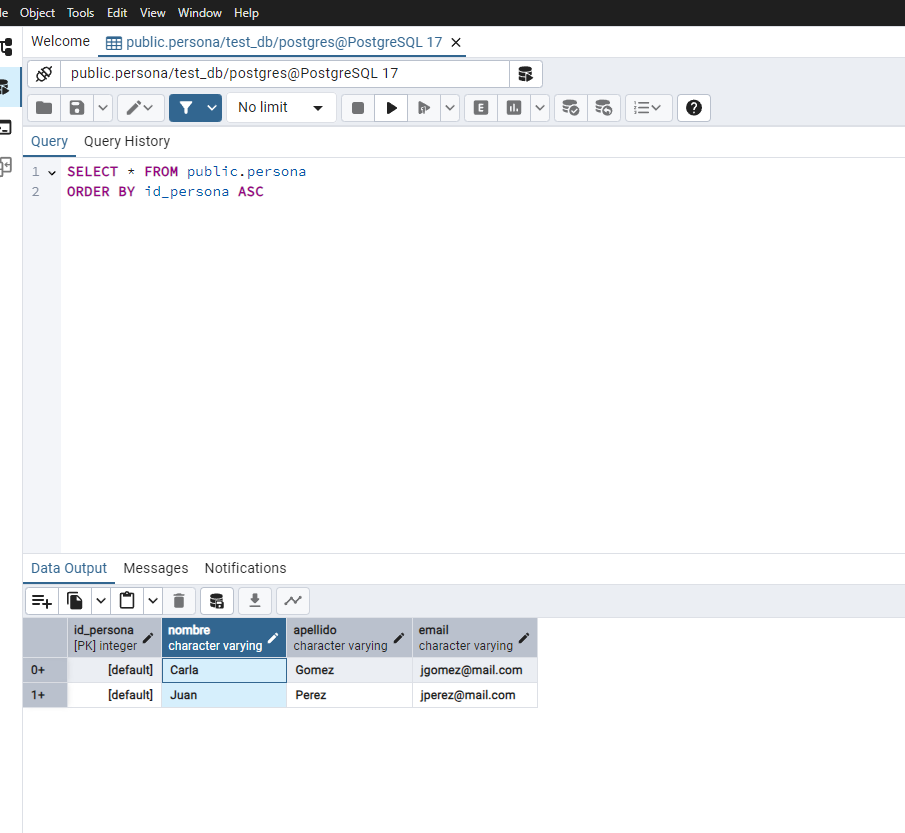 le Object Tools Edit View Window Help
Welcome public.persona/test_db/postgres@PostgreSQL 17
public.persona/test_db/postgres@PostgreSQL 17
No limit E
Query Query History
1 SELECT * FROM public.persona
2 ORDER BY id_persona ASC
Data Output Messages Notifications
id_persona nombre apellido email
[PK] integer character varying character varying character varying
0+ [default] Carla Gomez jgomez@mail.com
1+ [default] Juan Perez jperez@mail.com